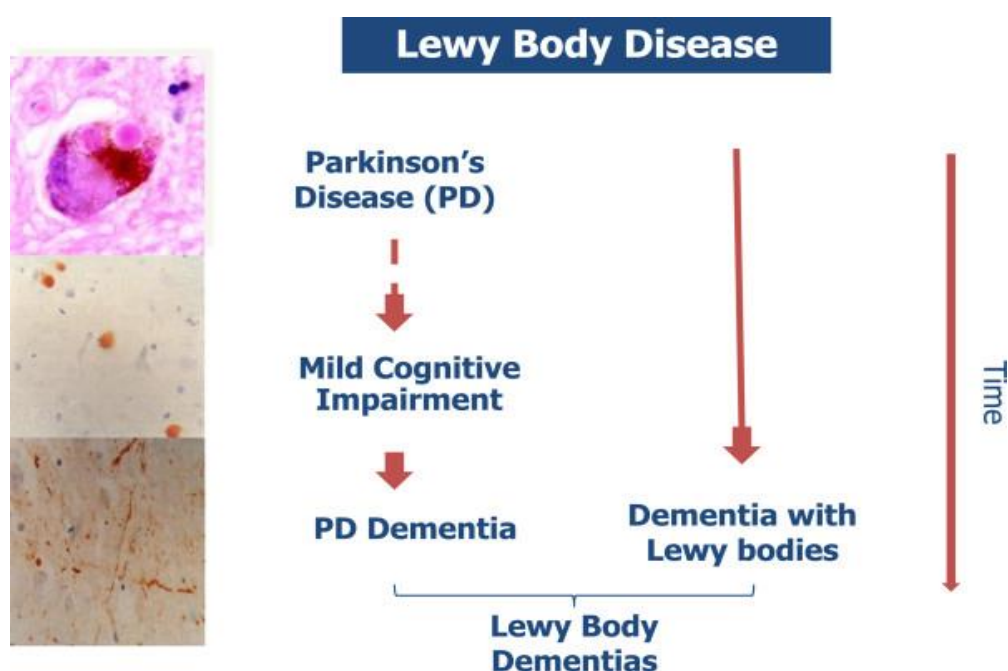 Lewy Body Disease
Parkinson’s
Disease (PD)
Mild Cognitive
Impairment
PD Dementia
Dementia with
Lewy bodies
Lewy Body
Dementias
Time